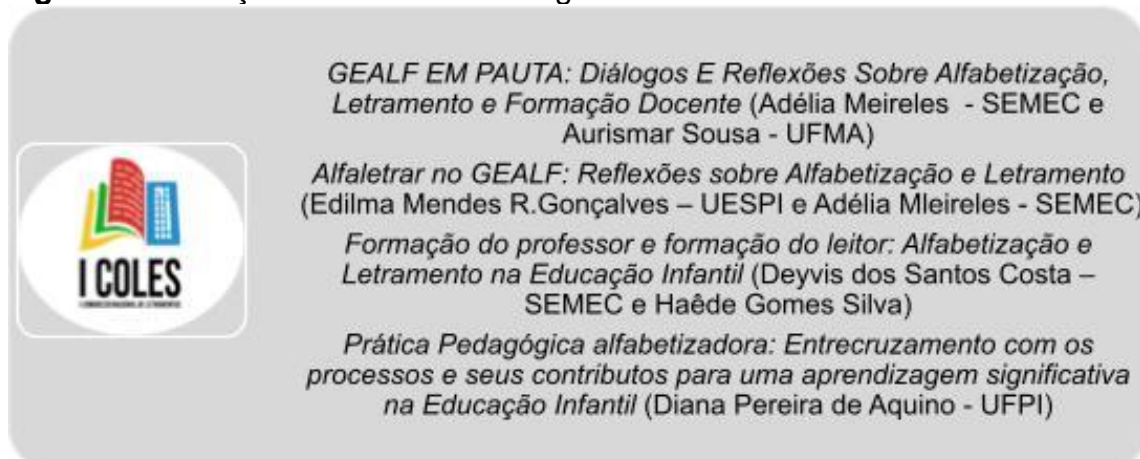 I COLES
GEALF EM PAUTA: Diálogos E Reflexões Sobre Alfabetização,
Letramento e Formação Docente (Adélia Meireles - SEMEC e
Aurismar Sousa - UFMA)
Alfaletrar no GEALF: Reflexões sobre Alfabetização e Letramento
(Edilma Mendes R.Gonçalves – UESPI e Adélia Mleireles - SEMEC)
Formação do professor e formação do leitor: Alfabetização e
Letramento na Educação Infantil (Deyvis dos Santos Costa –
SEMEC e Haêde Gomes Silva)
Prática Pedagógica alfabetizadora: Entrecruzamento com os
processos e seus contributos para uma aprendizagem significativa
na Educação Infantil (Diana Pereira de Aquino - UFPI)